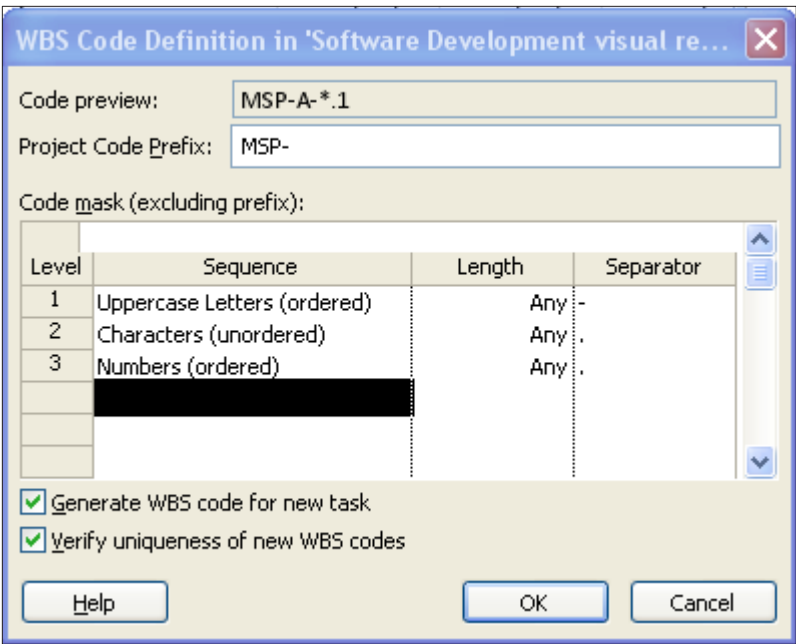 WBS Code Definition in 'Software Development visual re...
Code preview: MSP-A-*.1
Project Code Prefix: MSP-
Code mask (excluding prefix):
Level Sequence Length Separator
1 Uppercase Letters (ordered) Any -
2 Characters (unordered) Any .
3 Numbers (ordered) Any .
Generate WBS code for new task
Verify uniqueness of new WBS codes
Help OK Cancel